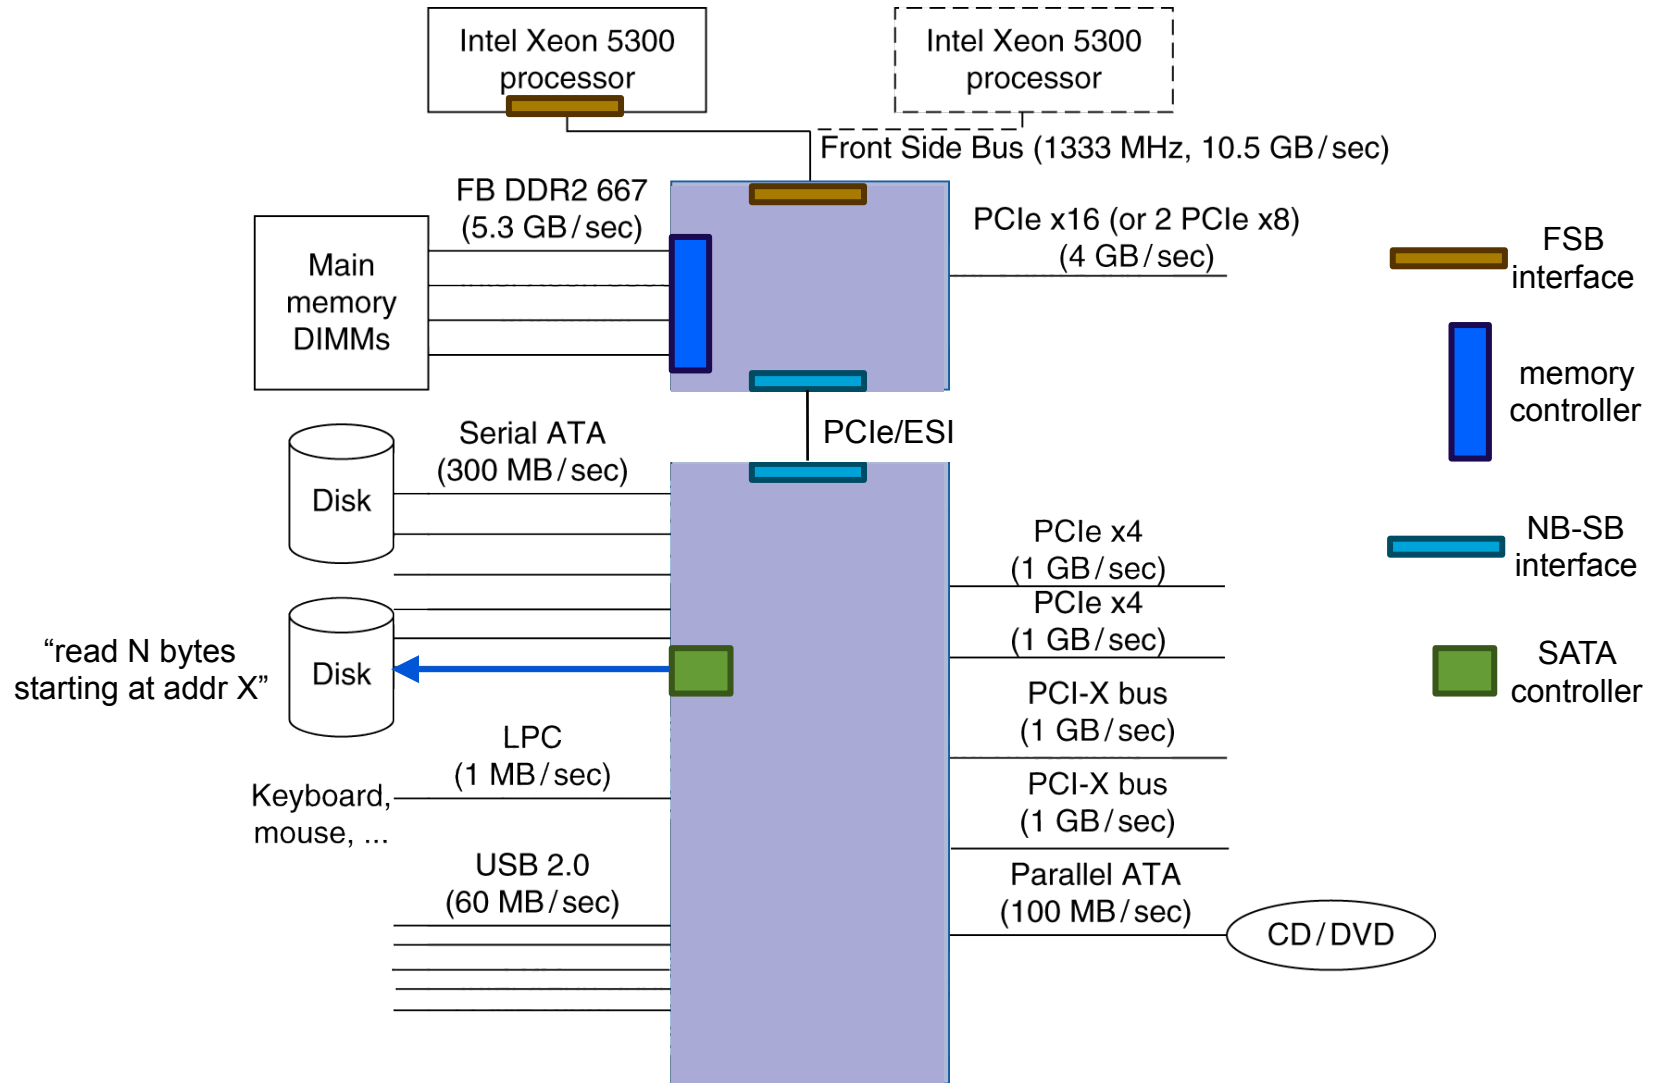 Intel Xeon 5300
processor
Intel Xeon 5300
processor
Front Side Bus (1333 MHz, 10.5 GB/sec)
FB DDR2 667
(5.3 GB/sec)
Main
memory
DIMMs
PCIe x16 (or 2 PCIe x8)
(4 GB/sec)
FSB
interface
memory
controller
PCIe/ESI
Serial ATA
(300 MB/sec)
Disk
NB-SB
interface
PCIe x4
(1 GB/sec)
PCIe x4
(1 GB/sec)
“read N bytes
starting at addr X”
Disk
SATA
controller
PCI-X bus
(1 GB/sec)
LPC
(1 MB/sec)
Keyboard,
mouse, ...
PCI-X bus
(1 GB/sec)
USB 2.0
(60 MB/sec)
Parallel ATA
(100 MB/sec)
CD/DVD